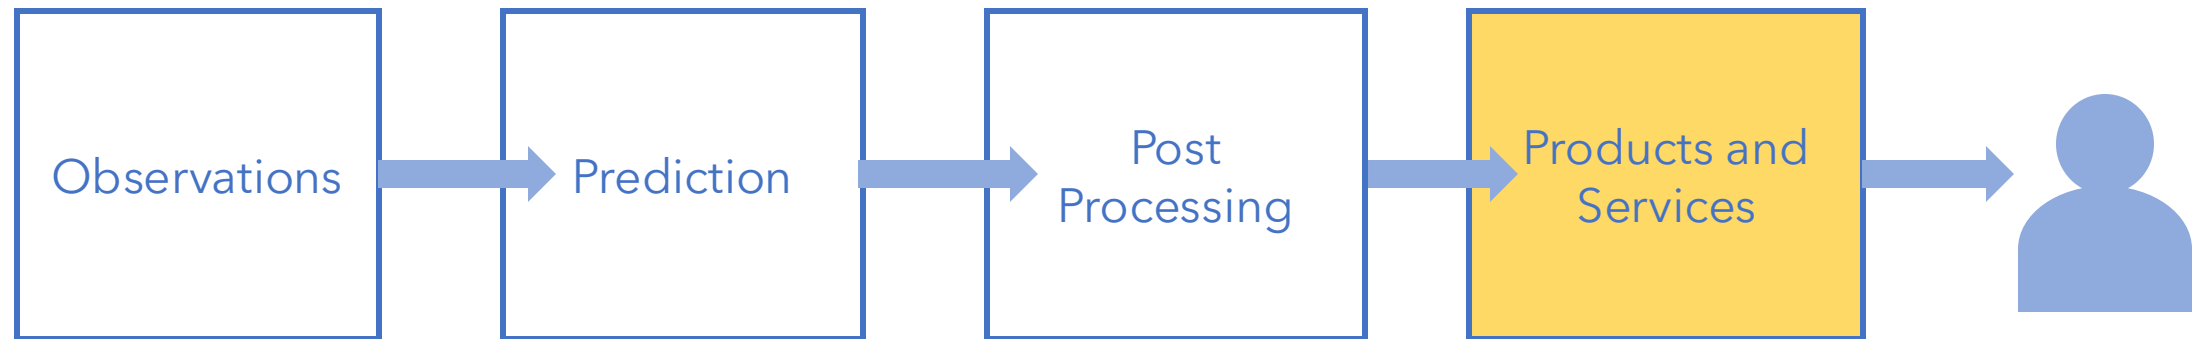 Observations
Prediction
Post
Processing
Products and
Services